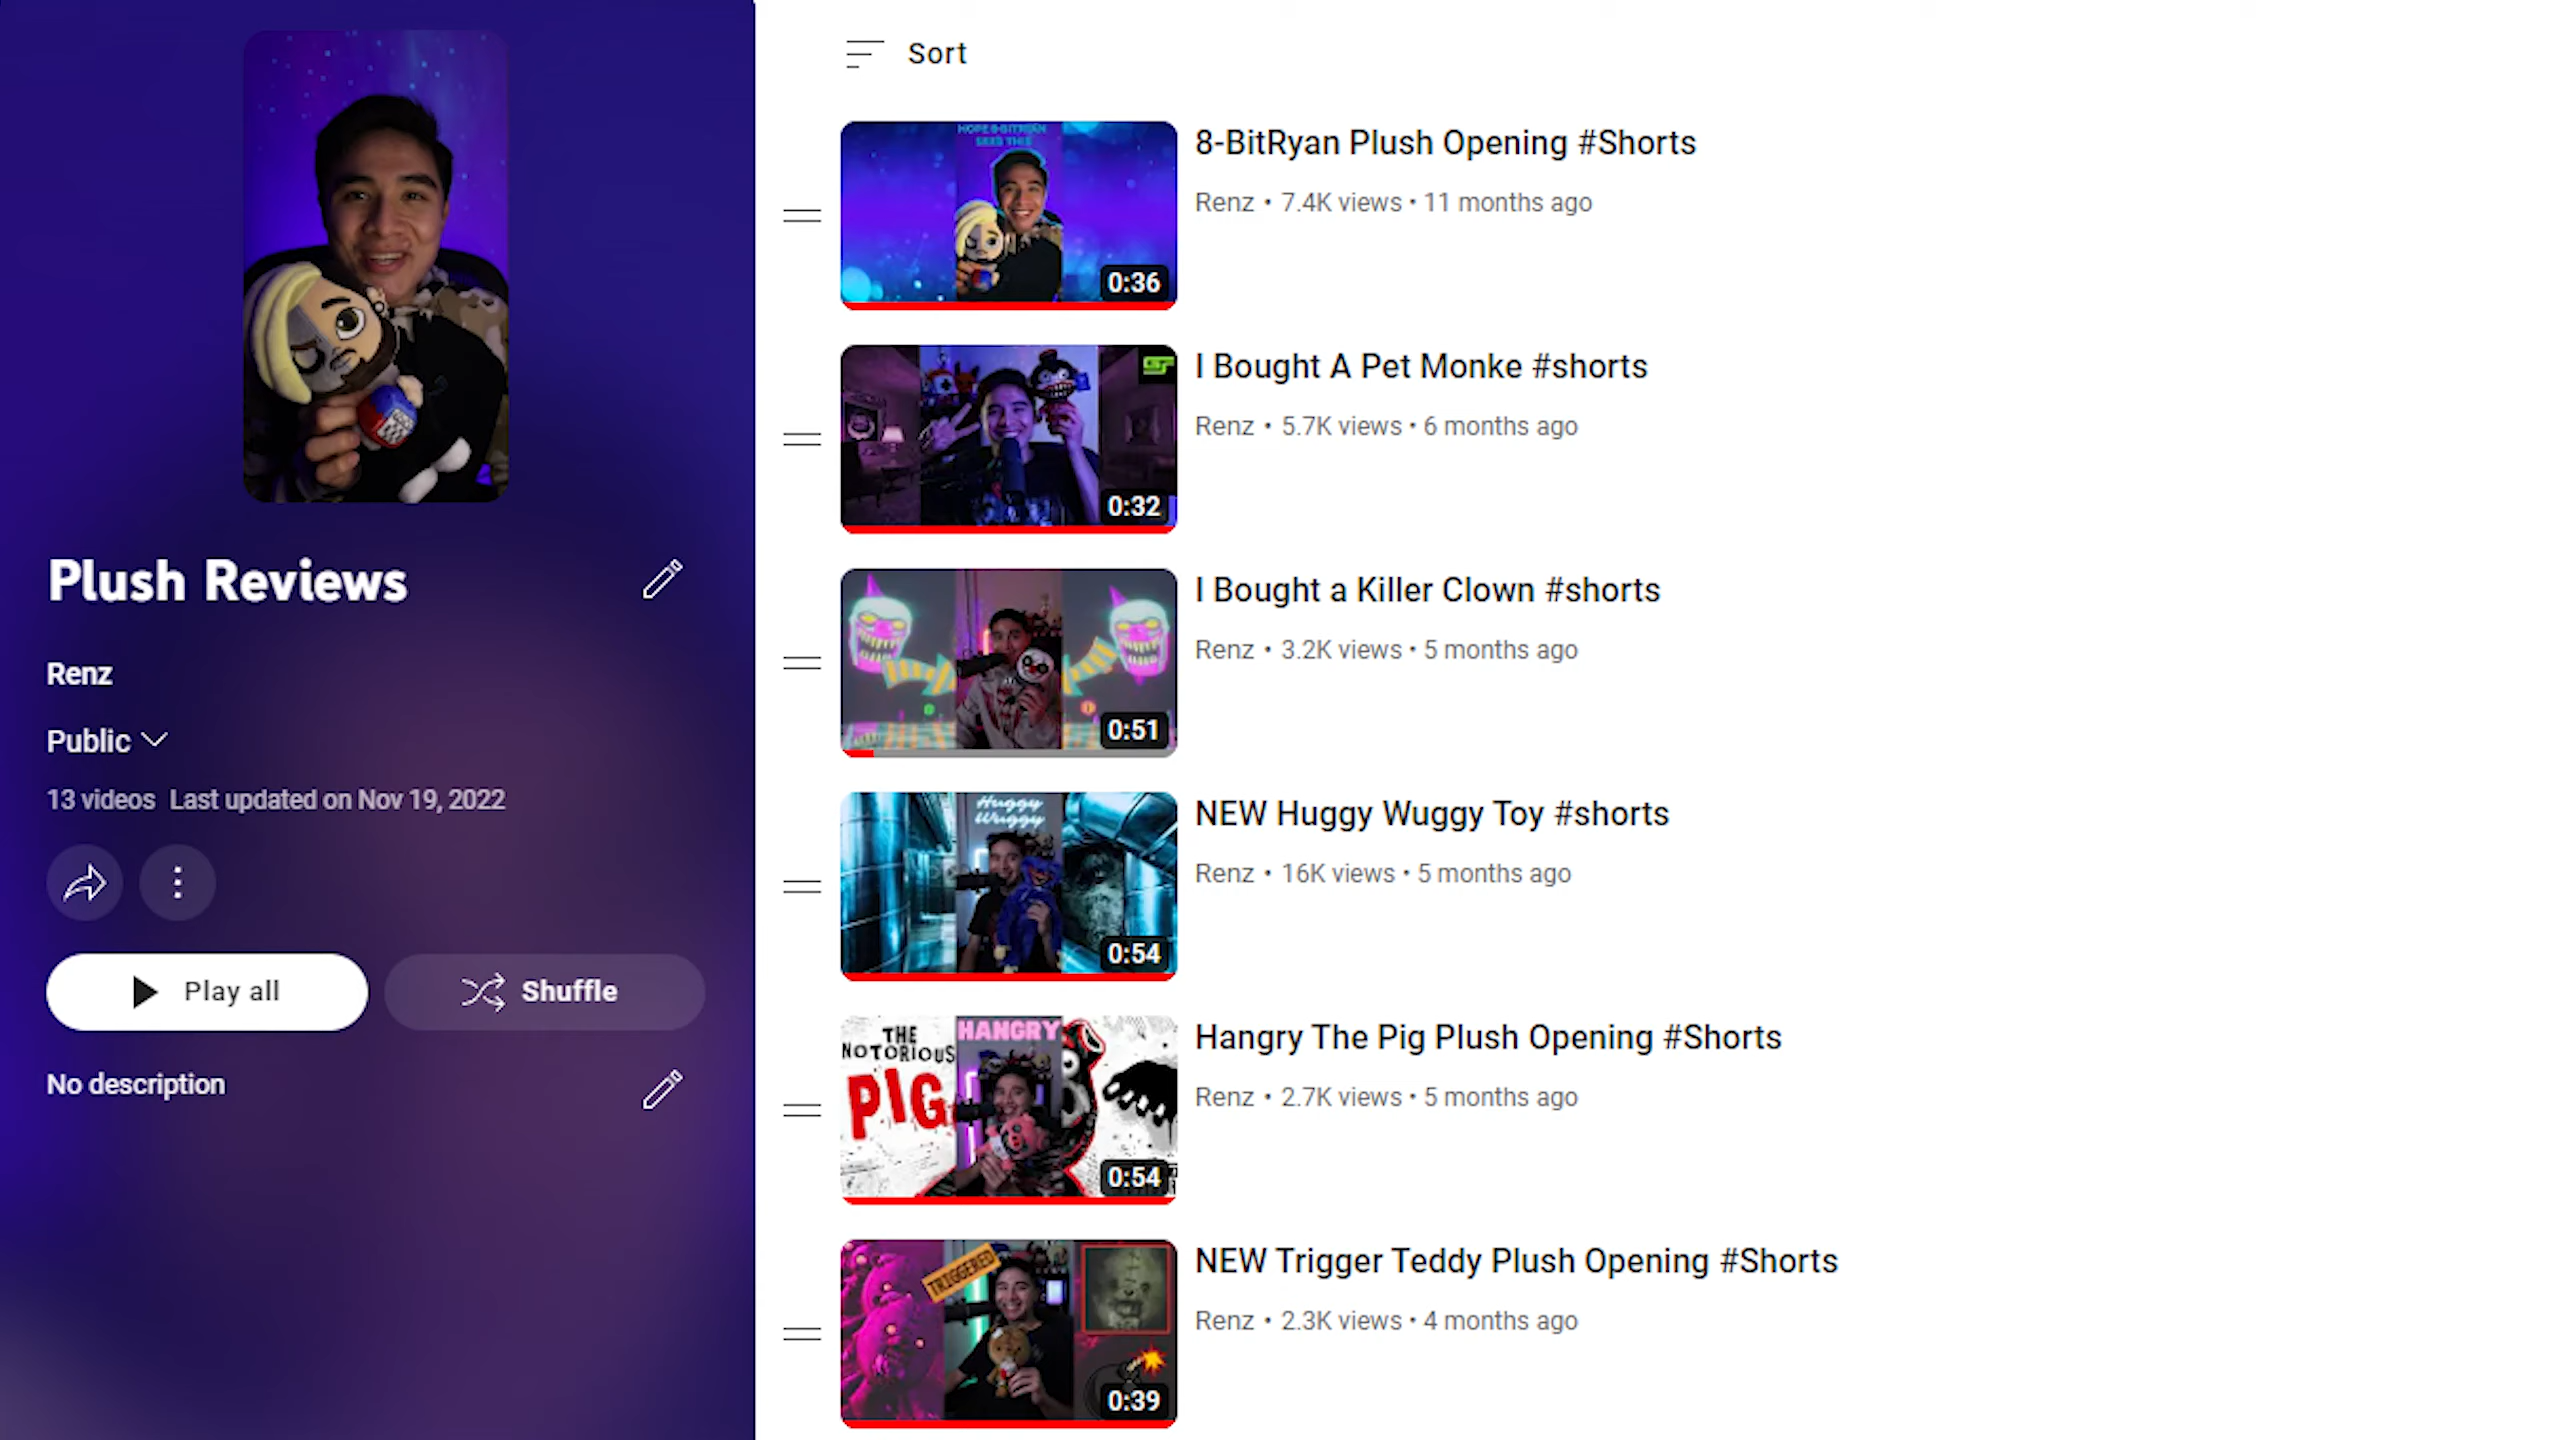 Plush Reviews
Renz
Public
13 videos Last updated on Nov 19, 2022
Play all
Shuffle
No description
Sort
HOPE 8-BITRYAN
SEES THIS
0:36
8-BitRyan Plush Opening #Shorts
Renz • 7.4K views • 11 months ago
0:32
I Bought A Pet Monke #shorts
Renz • 5.7K views • 6 months ago
0:51
I Bought a Killer Clown #shorts
Renz • 3.2K views • 5 months ago
Huggy
Wuggy
0:54
NEW Huggy Wuggy Toy #shorts
Renz • 16K views • 5 months ago
THE
NOTORIOUS
PIG
HANGRY
0:54
Hangry The Pig Plush Opening #Shorts
Renz • 2.7K views • 5 months ago
TRIGGERED
0:39
NEW Trigger Teddy Plush Opening #Shorts
Renz • 2.3K views • 4 months ago